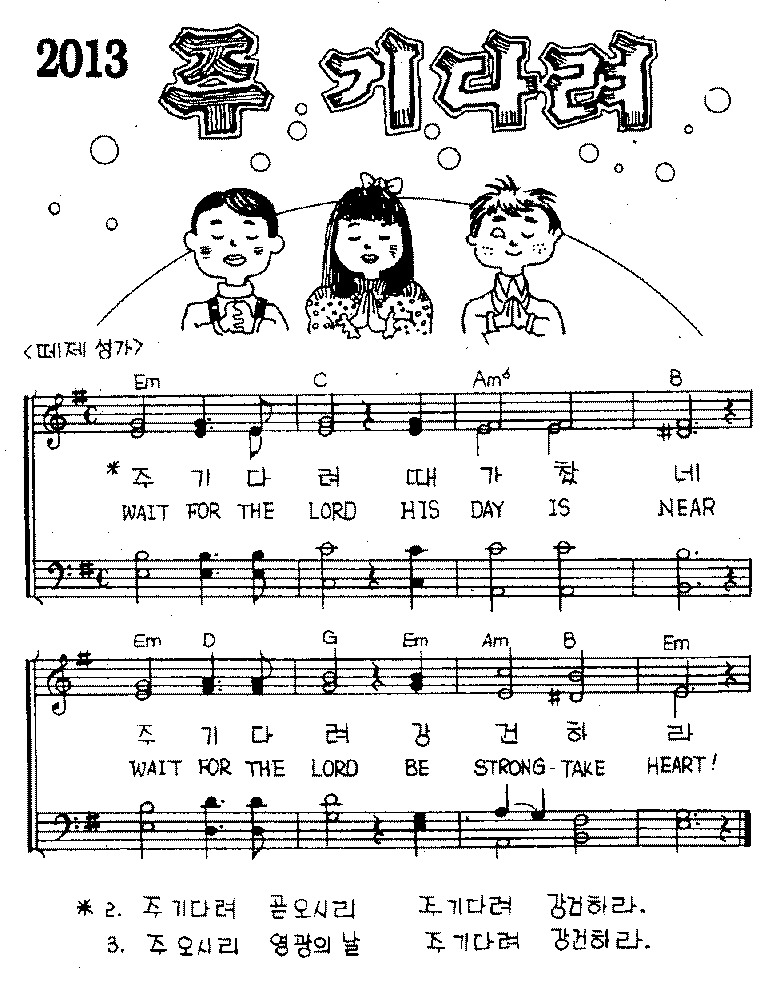 2013 주 기다려
<떼제 성가>
Em C Am6 B
* 주 기 다 려 때 가 찼 네
WAIT FOR THE LORD HIS DAY IS NEAR
Em D G Em Am B Em
주 기 다 려 강 건 하 라
WAIT FOR THE LORD BE STRONG - TAKE HEART!
* 2. 주 기다려 곧 오시리 주 기다려 강건하라.
3. 주 오시리 영광의 날 주 기다려 강건하라.